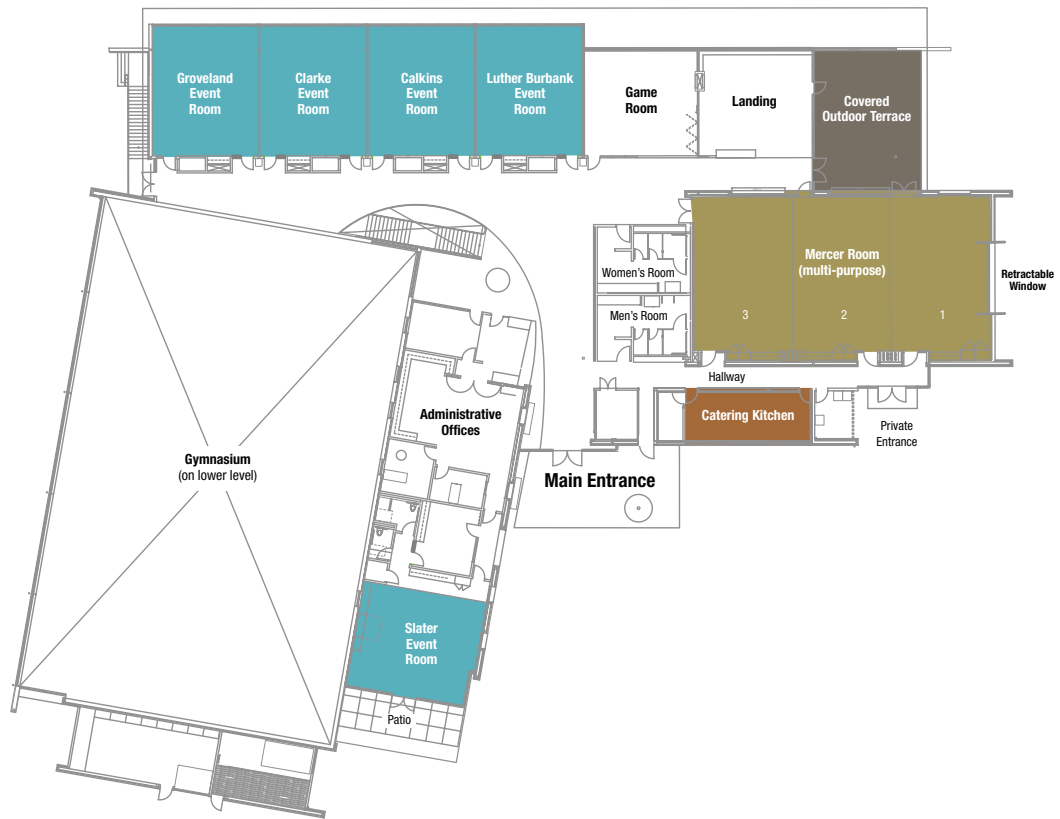 Groveland
Event
Room
Clarke
Event
Room
Calkins
Event
Room
Luther Burbank
Event
Room
Game
Room
Landing
Covered
Outdoor Terrace
Women's Room
Men's Room
Mercer Room
(multi-purpose)
3
2
1
Retractable
Window
Hallway
Catering Kitchen
Private
Entrance
Administrative
Offices
Gymnasium
(on lower level)
Main Entrance
Slater
Event
Room
Patio